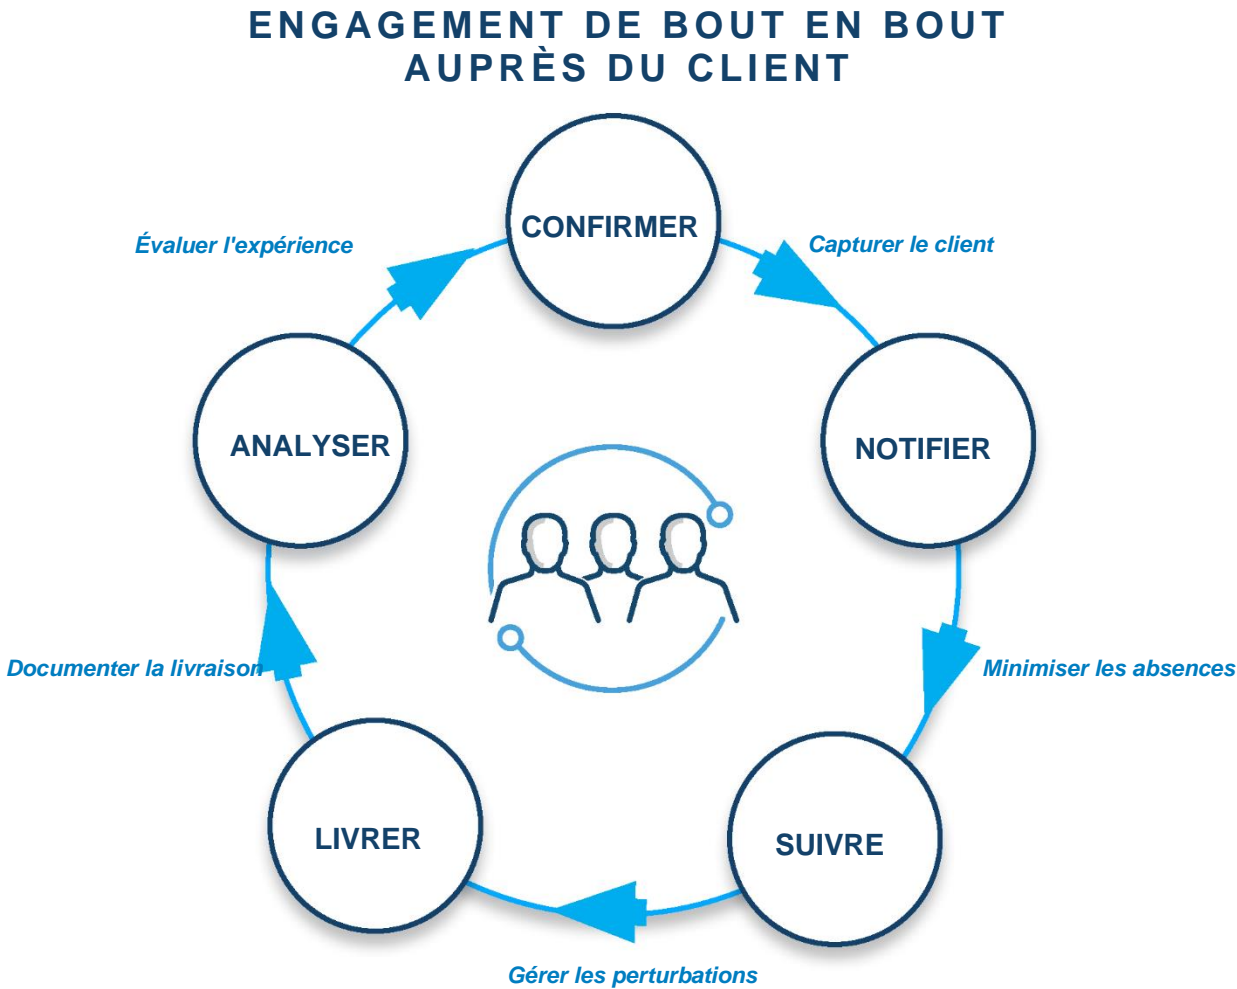 ENGAGEMENT DE BOUT EN BOUT
AUPRÈS DU CLIENT
CONFIRMER
Évaluer l'expérience
Capturer le client
ANALYSER
NOTIFIER
Documenter la livraison
Minimiser les absences
LIVRER
SUIVRE
Gérer les perturbations